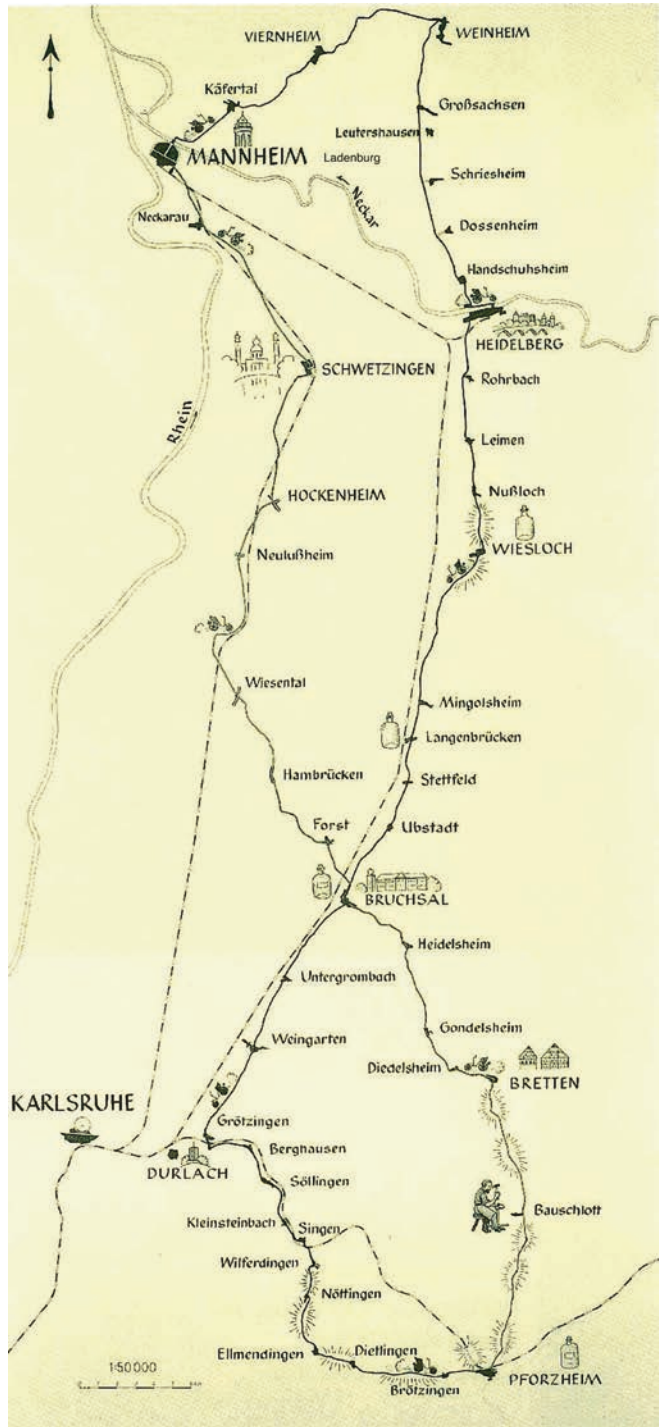 WEINHEIM
VIERNHEIM
Käfertal
Großsachsen
Leutershausen
MANNHEIM
Ladenburg
Schriesheim
Neckar
Neckarau
Dossenheim
Handschuhsheim
HEIDELBERG
SCHWETZINGEN
Rohrbach
Rhein
Leimen
HOCKENHEIM
Nußloch
WIESLOCH
Neulußheim
Wiesental
Mingolsheim
Langenbrücken
Hambrücken
Stettfeld
Forst
Ubstadt
BRUCHSAL
Heidelsheim
Untergrombach
Gondelsheim
Weingarten
Diedelsheim
BRETTEN
KARLSRUHE
Grötzingen
Berghausen
DURLACH
Söllingen
Bauschlott
Kleinsteinbach
Singen
Wilferdingen
Nöttingen
Ellmendingen
Dietlingen
1:50 000
Brötzingen
PFORZHEIM